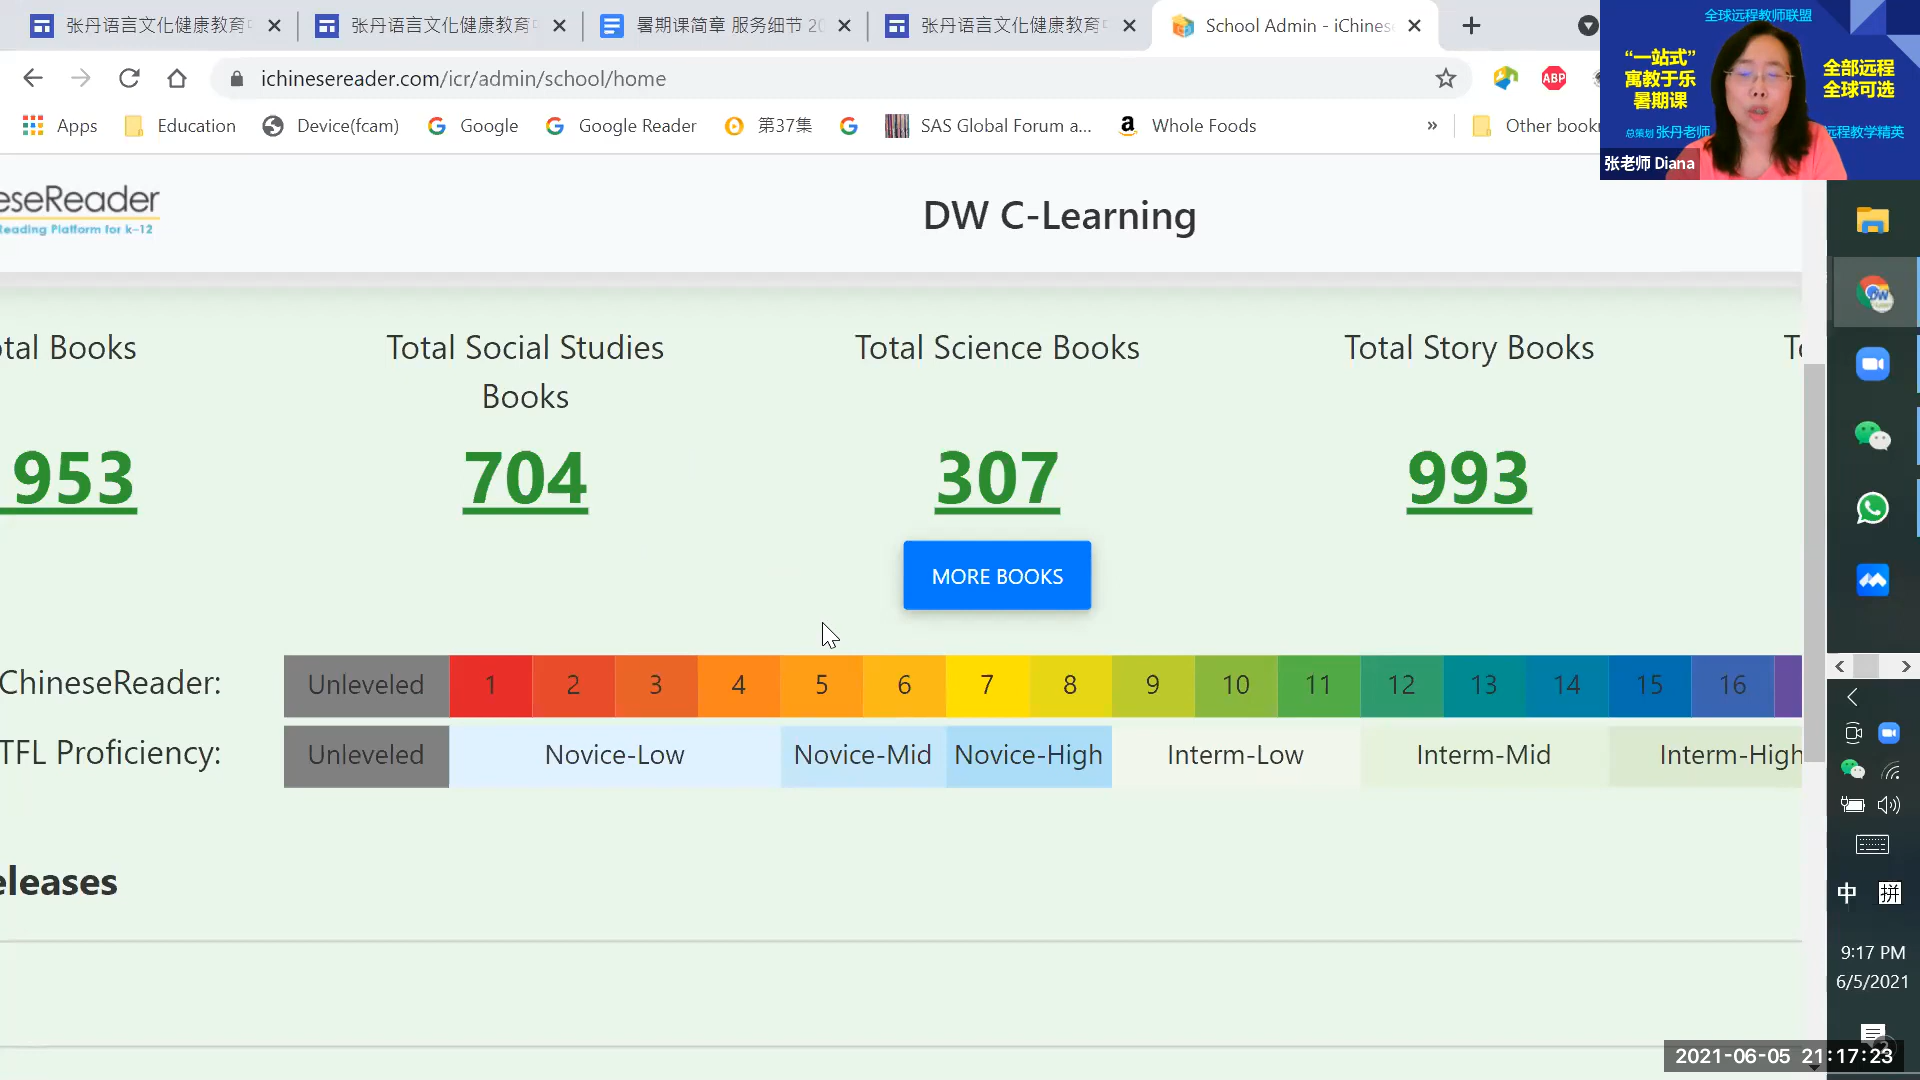 张丹语言文化健康教育
张丹语言文化健康教育
暑期课简章 服务细节 20
张丹语言文化健康教育
School Admin - iChinese
ichinesereader.com/icr/admin/school/home
ABP
Apps
Education
Device(fcam)
Google
Google Reader
第37集
SAS Global Forum a...
Whole Foods
»
Other book
全球远程教师联盟
“一站式”
寓教于乐
暑期课
全部远程
全球可选
总策划 张丹老师
远程教学精英
张老师 Diana
eseReader
eading Platform for k-12
DW C-Learning
tal Books
Total Social Studies
Books
Total Science Books
Total Story Books
953
704
307
993
MORE BOOKS
ChineseReader:
Unleveled 1 2 3 4 5 6 7 8 9 10 11 12 13 14 15 16
TFL Proficiency:
Unleveled Novice-Low Novice-Mid Novice-High Interm-Low Interm-Mid Interm-High
eleases
DW
中 拼
9:17 PM
6/5/2021
2021-06-05 21:17:23